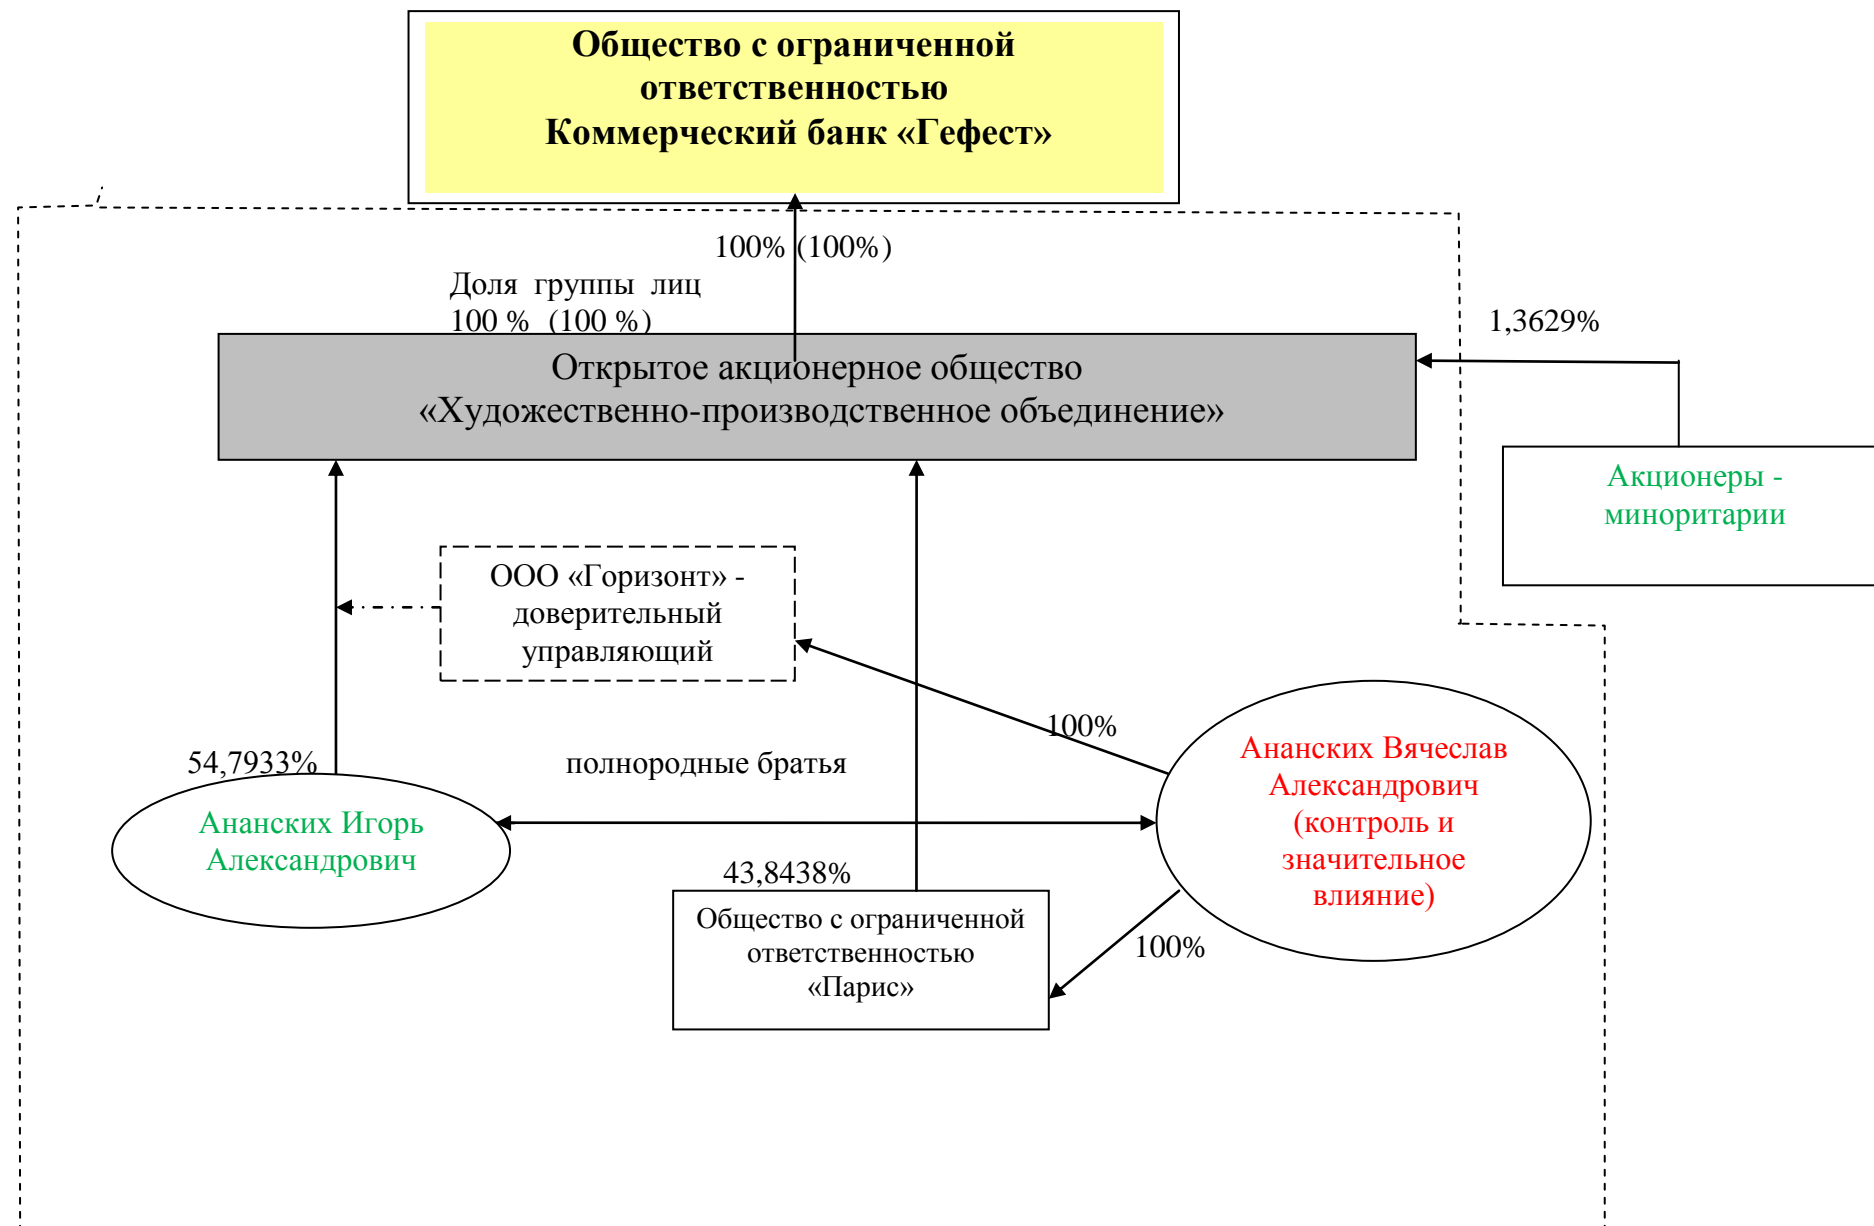 Общество с ограниченной
ответственностью
Коммерческий банк «Гефест»
100% (100%)
Доля группы лиц
100 % (100 %)
1,3629%
Открытое акционерное общество
«Художественно-производственное объединение»
Акционеры -
миноритарии
ООО «Горизонт» -
доверительный
управляющий
100%
54,7933%
полнородные братья
Ананских Вячеслав
Александрович
(контроль и
значительное
влияние)
Ананских Игорь
Александрович
43,8438%
Общество с ограниченной
ответственностью
«Парис»
100%